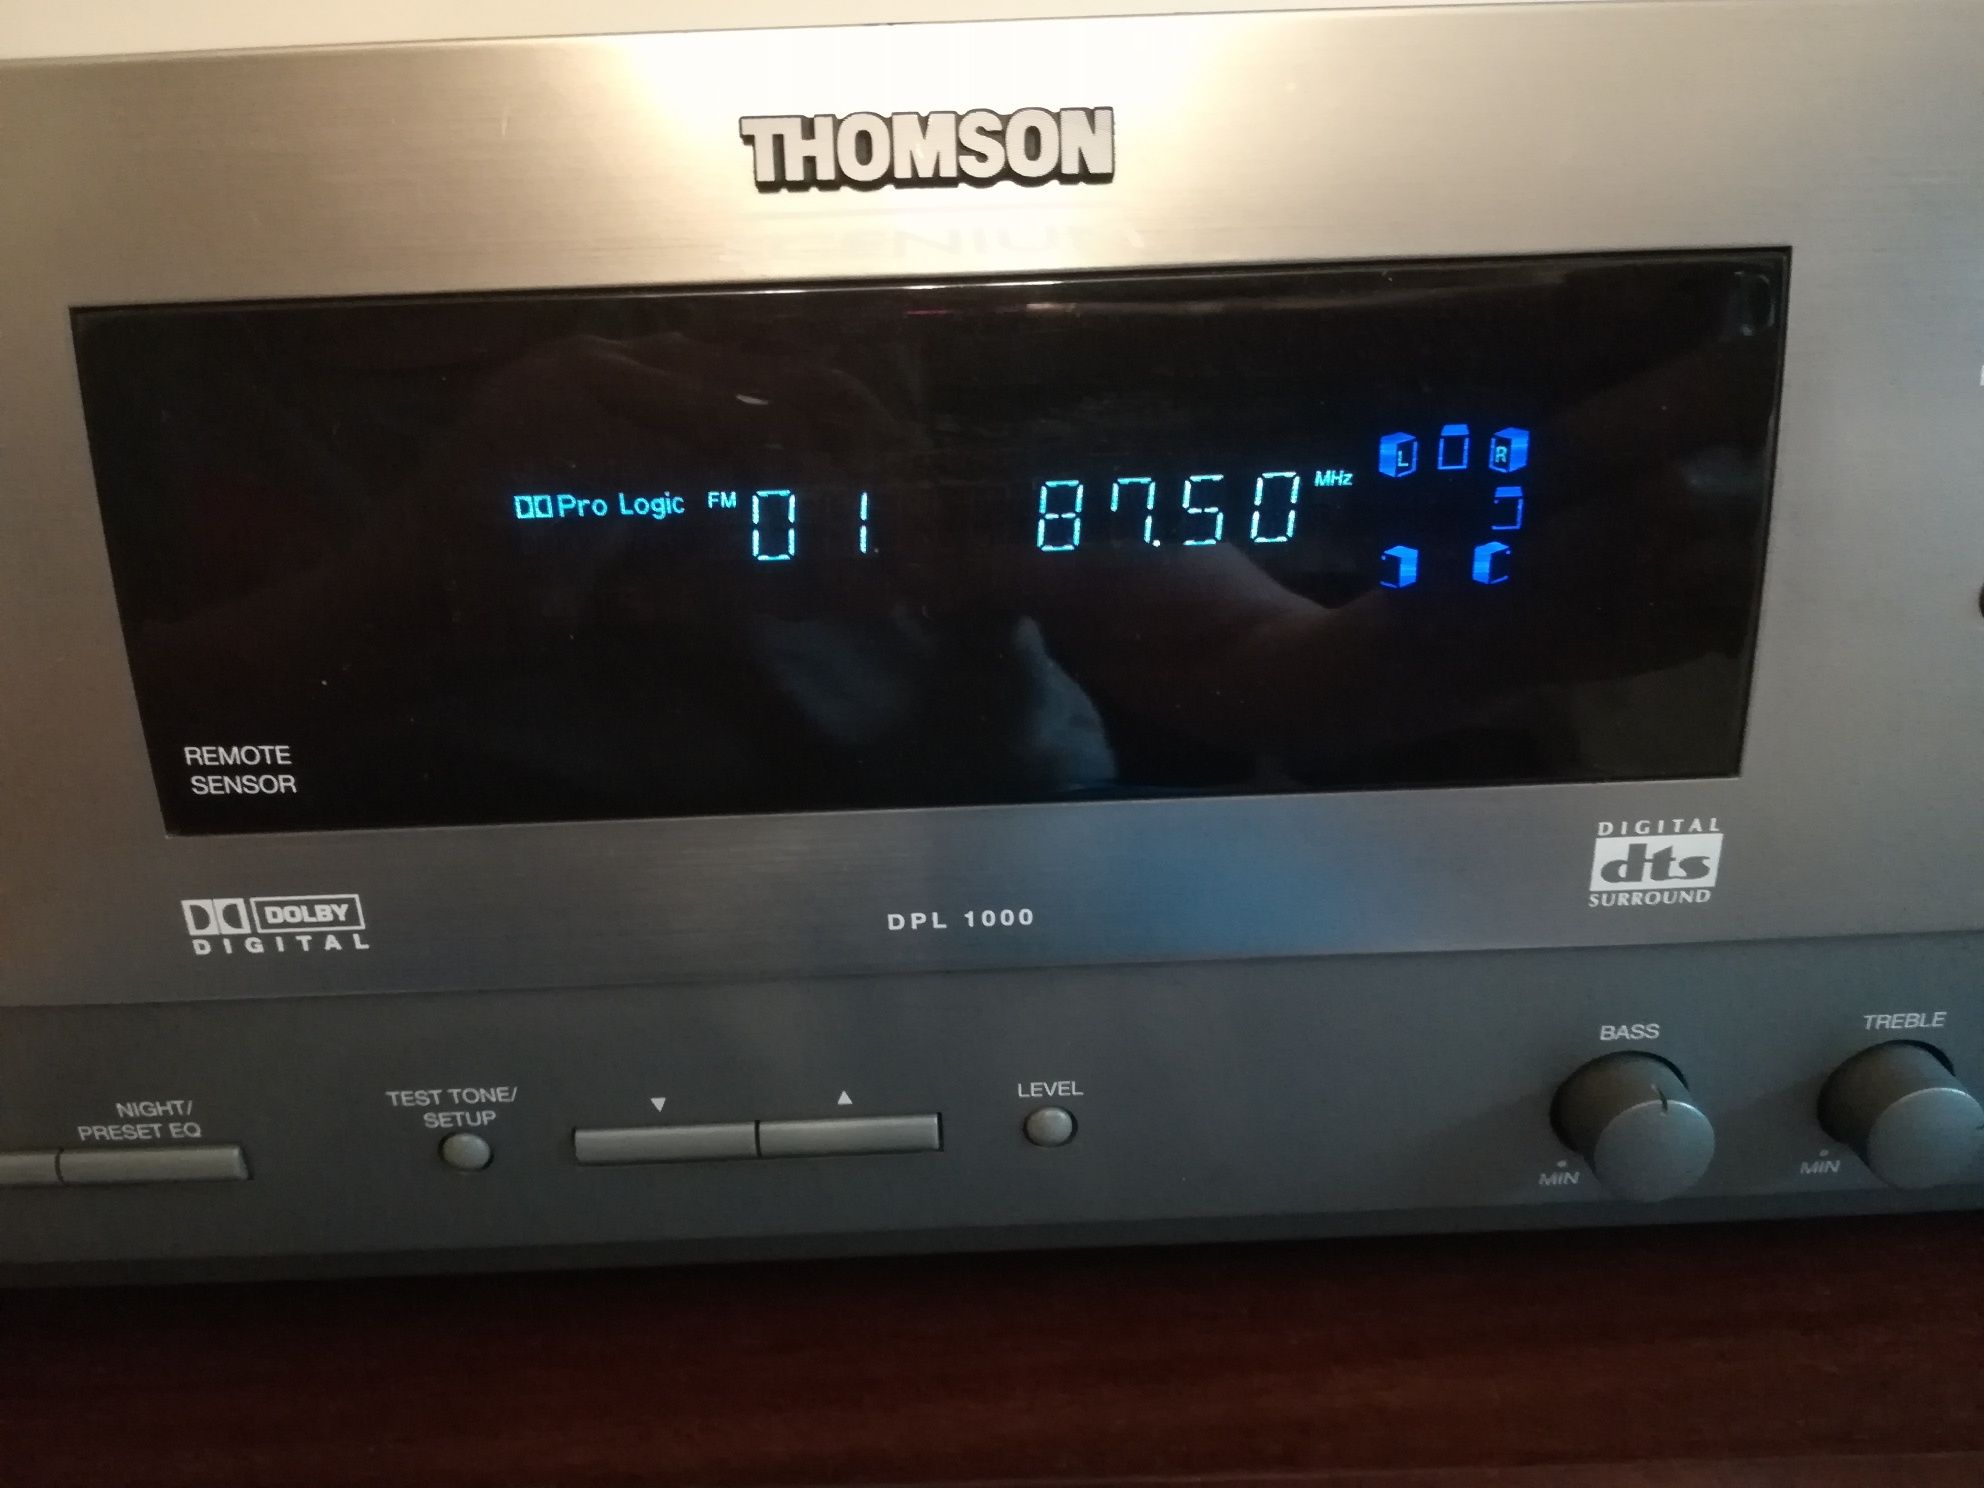 THOMSON
Pro Logic FM 01 87.50 MHz
L R
REMOTE
SENSOR
DOLBY
DIGITAL
DPL 1000
DIGITAL
dts
SURROUND
NIGHT/
PRESET EQ
TEST TONE/
SETUP
▼ ▲
LEVEL
BASS
MIN
TREBLE
MIN